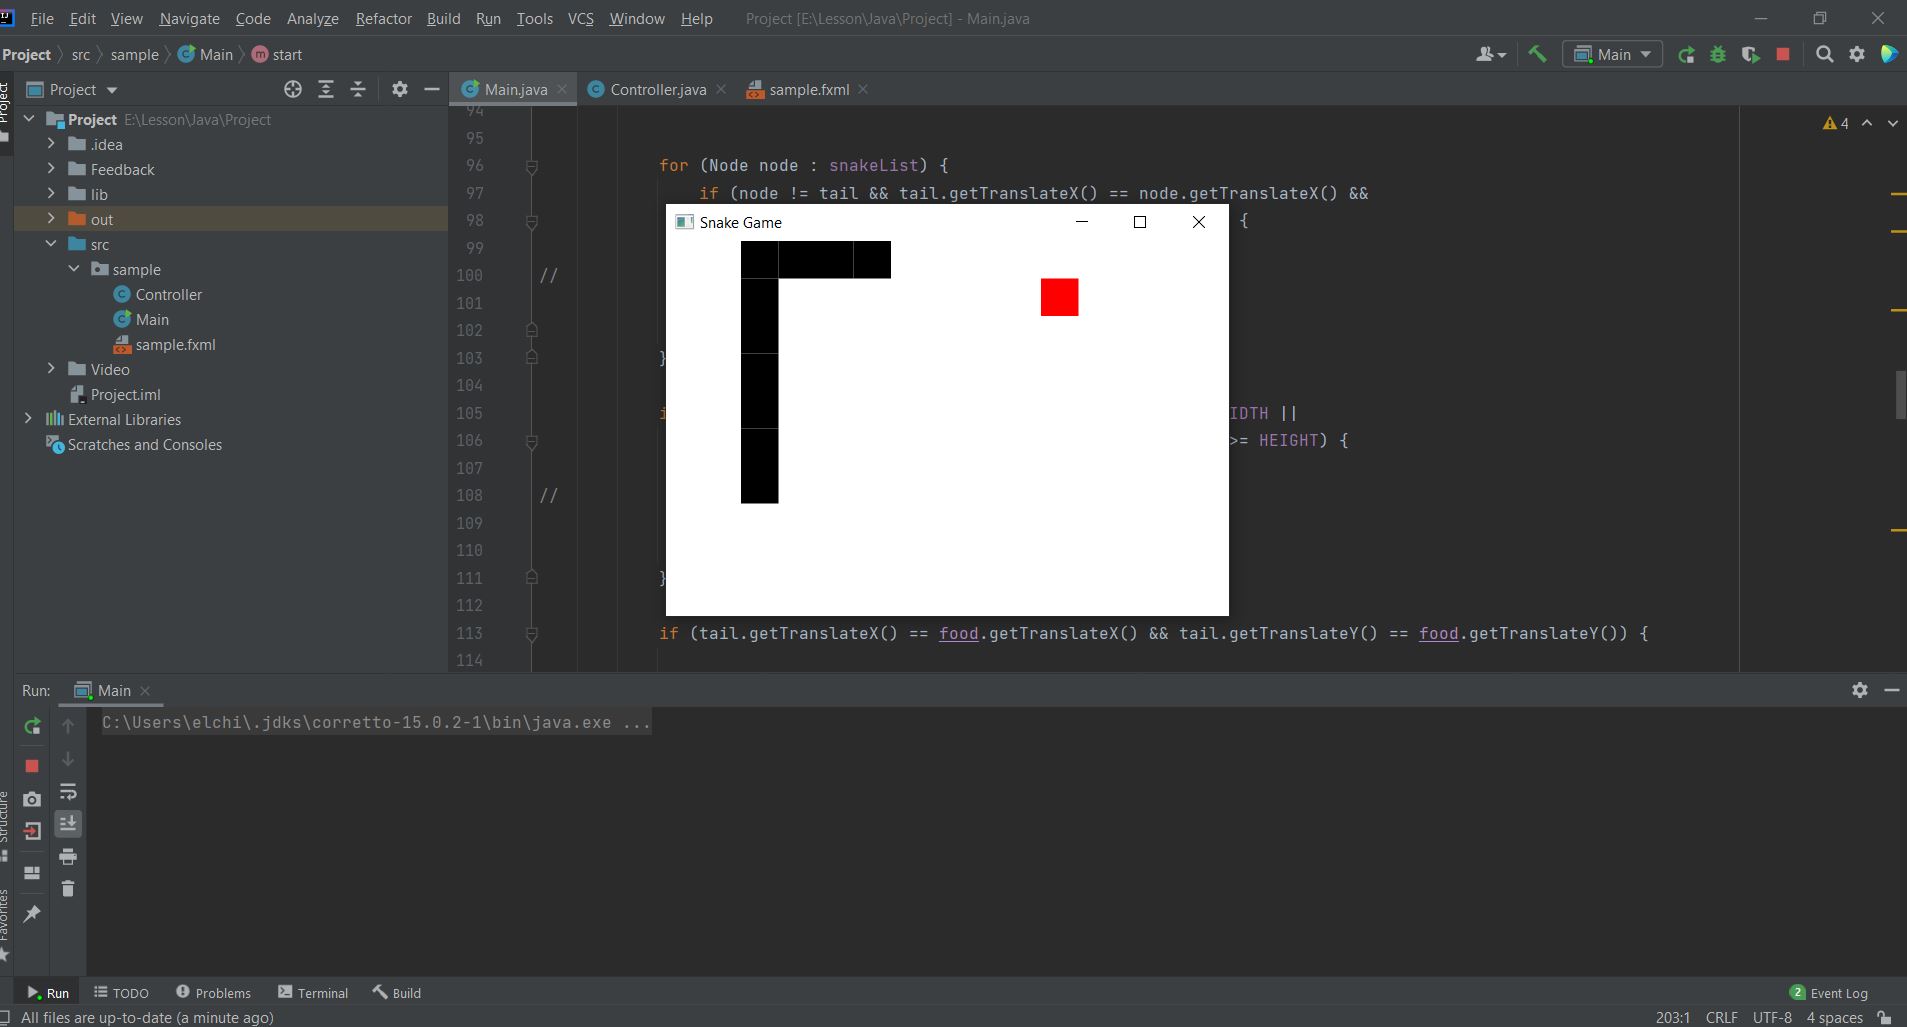 File Edit View Navigate Code Analyze Refactor Build Run Tools VCS Window Help Project [E:\Lesson\Java\Project] - Main.java
Project src sample Main start Main
Project Main.java Controller.java sample.fxml
Project
Project E:\Lesson\Java\Project
.idea
Feedback
lib
out
src
sample
Controller
Main
sample.fxml
Video
Project.iml
External Libraries
Scratches and Consoles
4
94
95
96 for (Node node : snakeList) {
97 if (node != tail && tail.getTranslateX() == node.getTranslateX() &&
98 {
99
100 //
101
102
103 }
104
105 IDTH ||
106 >= HEIGHT) {
107
108 //
109
110
111 }
112
113 if (tail.getTranslateX() == food.getTranslateX() && tail.getTranslateY() == food.getTranslateY()) {
114
Snake Game
Run: Main
C:\Users\elchi\.jdks\corretto-15.0.2-1\bin\java.exe ...
Structure
Favorites
Run TODO Problems Terminal Build 2 Event Log
All files are up-to-date (a minute ago) 203:1 CRLF UTF-8 4 spaces